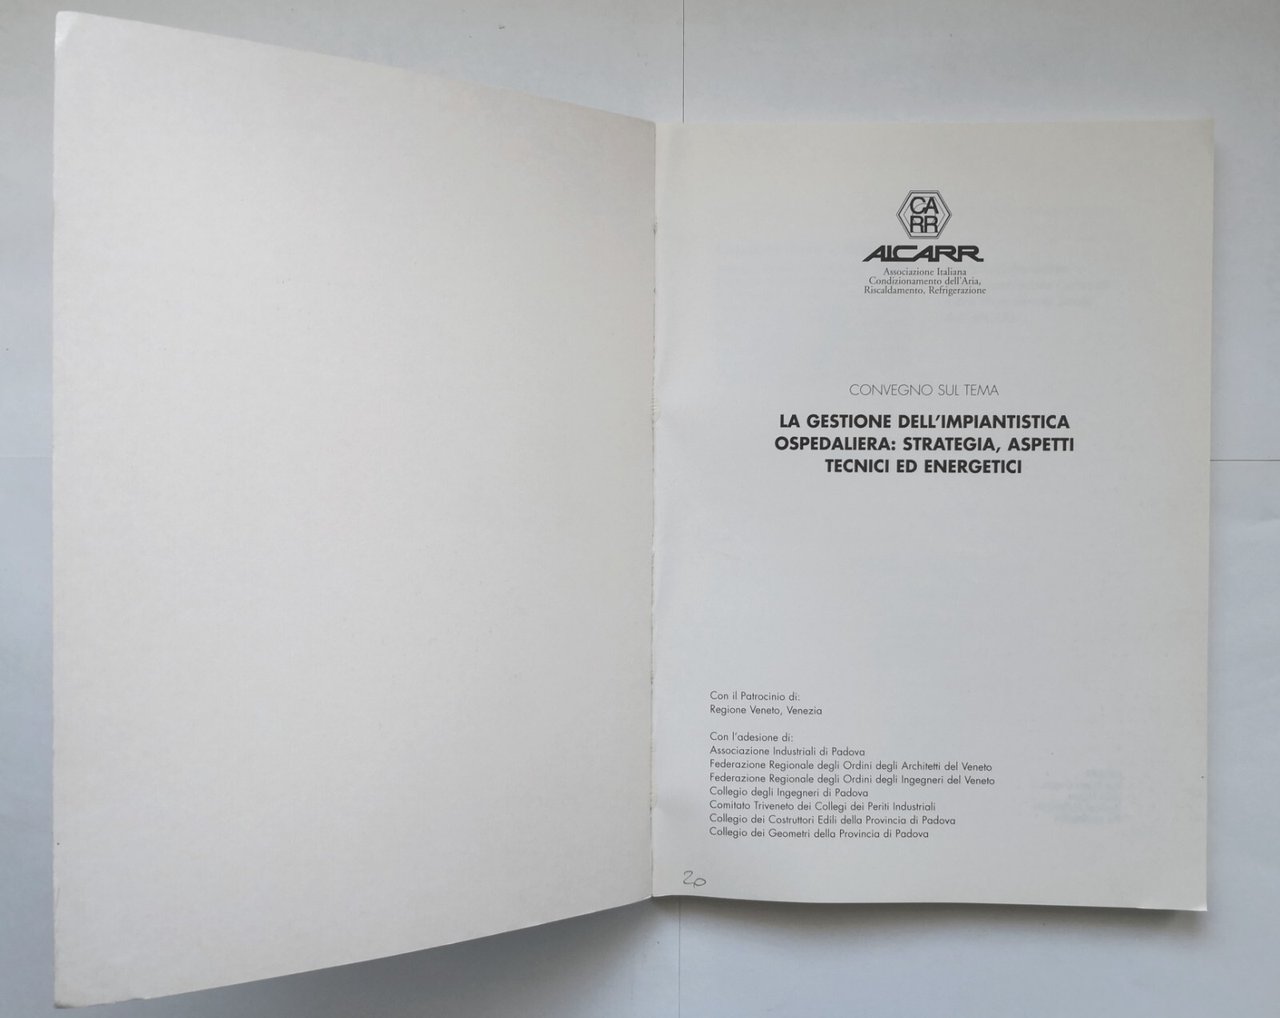 CA
RR
AICARR
Associazione Italiana
Condizionamento dell'Aria,
Riscaldamento, Refrigerazione
CONVEGNO SUL TEMA
LA GESTIONE DELL'IMPIANTISTICA
OSPEDALIERA: STRATEGIA, ASPETTI
TECNICI ED ENERGETICI
Con il Patrocinio di:
Regione Veneto, Venezia
Con l'adesione di:
Associazione Industriali di Padova
Federazione Regionale degli Ordini degli Architetti del Veneto
Federazione Regionale degli Ordini degli Ingegneri del Veneto
Collegio degli Ingegneri di Padova
Comitato Triveneto dei Collegi dei Periti Industriali
Collegio dei Costruttori Edili della Provincia di Padova
Collegio dei Geometri della Provincia di Padova
20